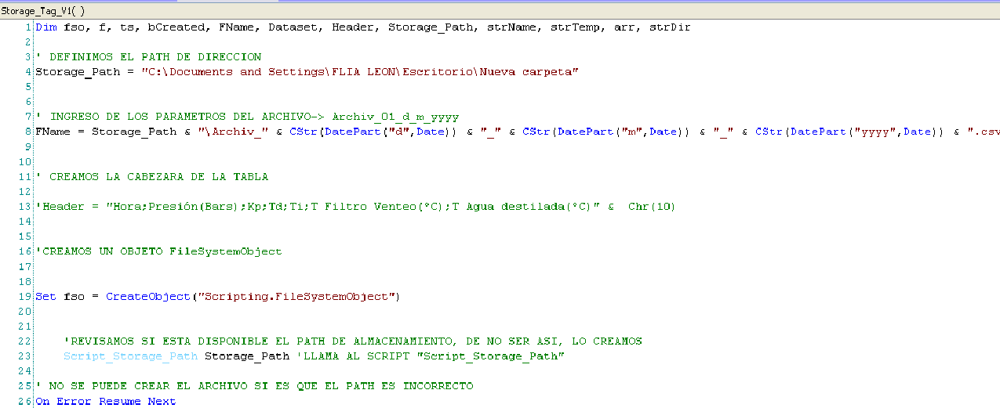 Storage_Tag_V1( )
1 Dim fso, f, ts, bCreated, FName, Dataset, Header, Storage_Path, strName, strTemp, arr, strDir
2
3 ' DEFINIMOS EL PATH DE DIRECCION
4 Storage_Path = "C:\Documents and Settings\FLIA LEON\Escritorio\Nueva carpeta"
5
6
7 ' INGRESO DE LOS PARAMETROS DEL ARCHIVO-> Archiv_01_d_m_yyyy
8 FName = Storage_Path & "\Archiv_" & CStr(DatePart("d",Date)) & "_" & CStr(DatePart("m",Date)) & "_" & CStr(DatePart("yyyy",Date)) & ".csv
9
10
11 ' CREAMOS LA CABEZARA DE LA TABLA
12
13 'Header = "Hora;Presión(Bars);Kp;Td;Ti;T Filtro Venteo(°C);T Agua destilada(°C)" &  Chr(10)
14
15
16 'CREAMOS UN OBJETO FileSystemObject
17
18
19 Set fso = CreateObject("Scripting.FileSystemObject")
20
21
22 'REVISAMOS SI ESTA DISPONIBLE EL PATH DE ALMACENAMIENTO, DE NO SER ASI, LO CREAMOS
23 Script_Storage_Path Storage_Path 'LLAMA AL SCRIPT "Script_Storage_Path"
24
25 ' NO SE PUEDE CREAR EL ARCHIVO SI ES QUE EL PATH ES INCORRECTO
26 On Error Resume Next